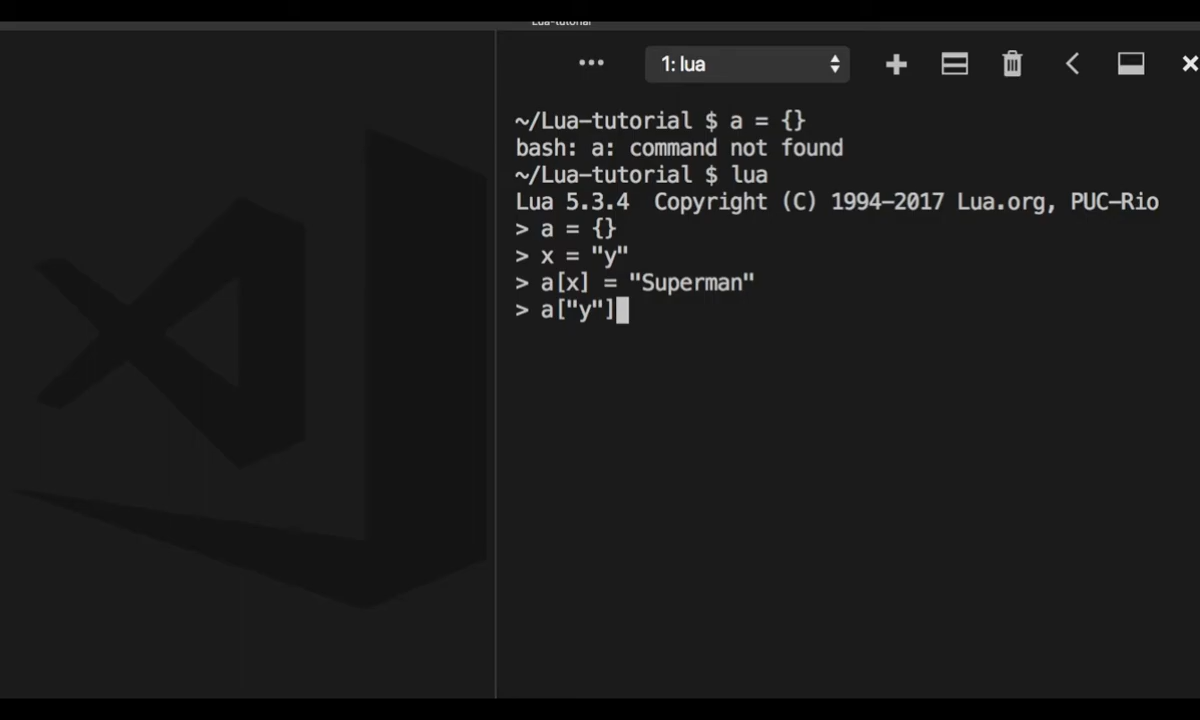 Lua-tutorial
1: lua
~/Lua-tutorial $ a = {}
bash: a: command not found
~/Lua-tutorial $ lua
Lua 5.3.4  Copyright (C) 1994-2017 Lua.org, PUC-Rio
> a = {}
> x = "y"
> a[x] = "Superman"
> a["y"]